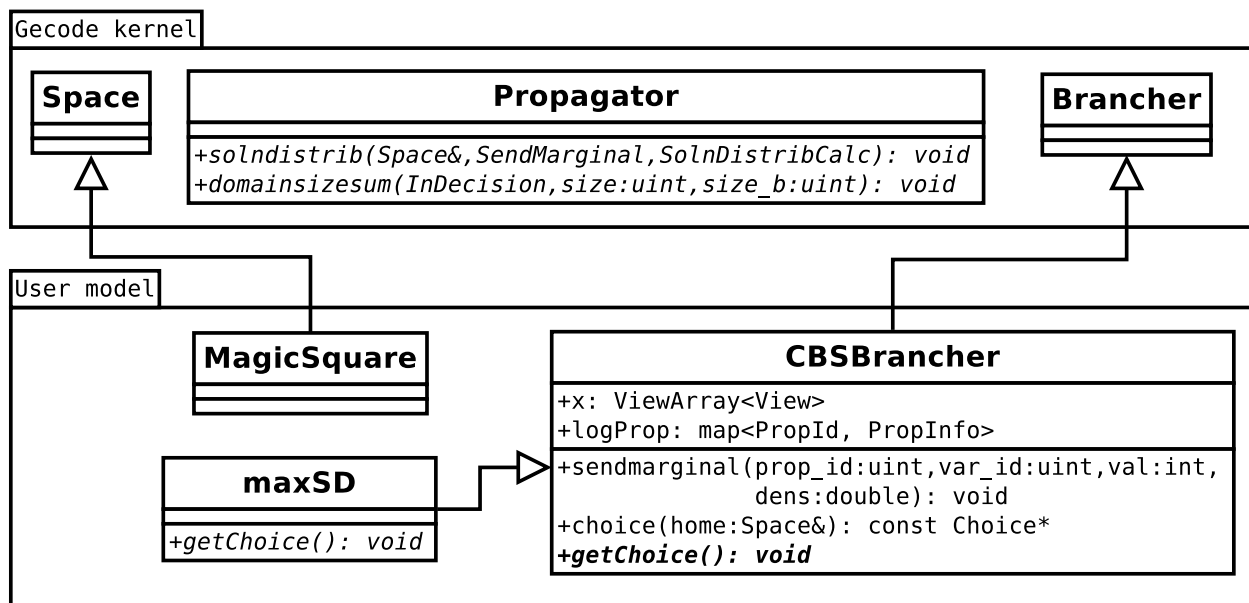 Gecode kernel
Space
Propagator
+solndistrib(Space&,SendMarginal,SolnDistribCalc): void
+domainsizesum(InDecision,size:uint,size_b:uint): void
Brancher
User model
MagicSquare
CBSBrancher
+x: ViewArray<View>
+logProp: map<PropId, PropInfo>
+sendmarginal(prop_id:uint,var_id:uint,val:int,
dens:double): void
+choice(home:Space&): const Choice*
+getChoice(): void
maxSD
+getChoice(): void